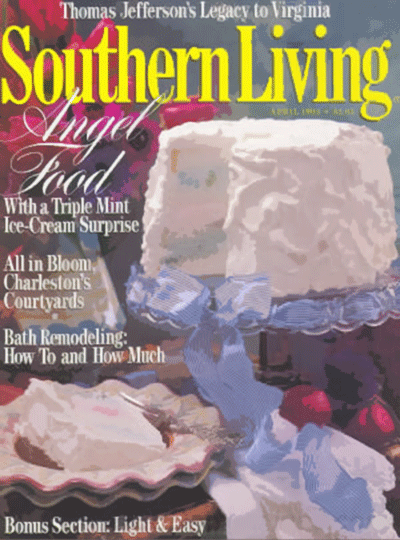 Thomas Jefferson's Legacy to Virginia
Southern Living
APRIL
Angel
Food
With a Triple Mint
Ice-Cream Surprise
All in Bloom,
Charleston's
Courtyards
Bath Remodeling:
How To and How Much
Bonus Section: Light & Easy